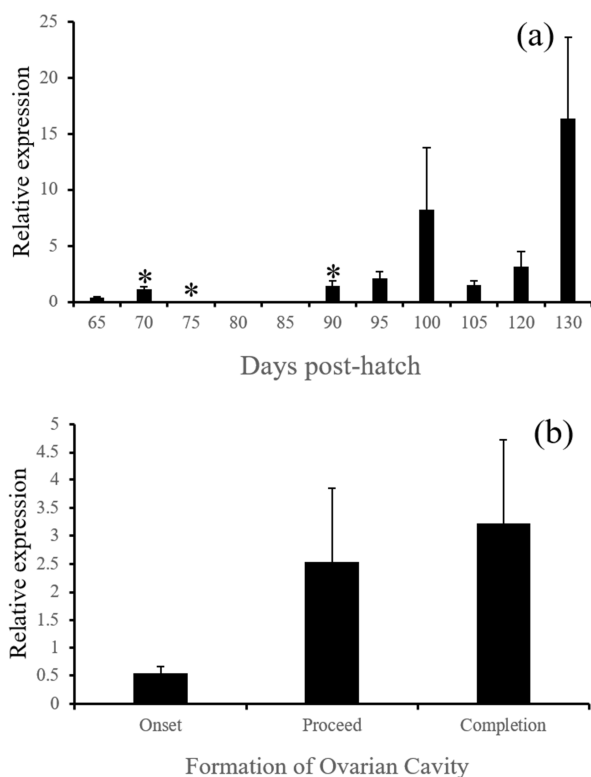 (a)
Relative expression
25
20
15
10
5
0
* * *
65 70 75 80 85 90 95 100 105 120 130
Days post-hatch
(b)
Relative expression
5
4.5
4
3.5
3
2.5
2
1.5
1
0.5
0
Onset Proceed Completion
Formation of Ovarian Cavity